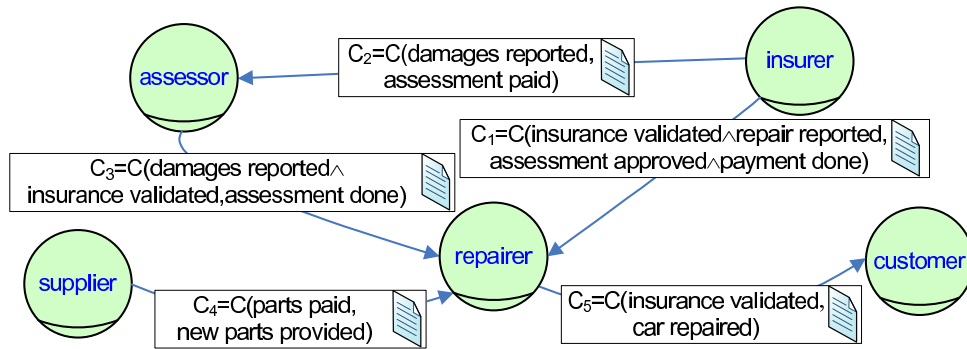 assessor
C₂=C(damages reported,
assessment paid)
insurer
C₁=C(insurance validated∧repair reported,
assessment approved∧payment done)
C₃=C(damages reported∧
insurance validated,assessment done)
supplier
C₄=C(parts paid,
new parts provided)
repairer
C₅=C(insurance validated,
car repaired)
customer